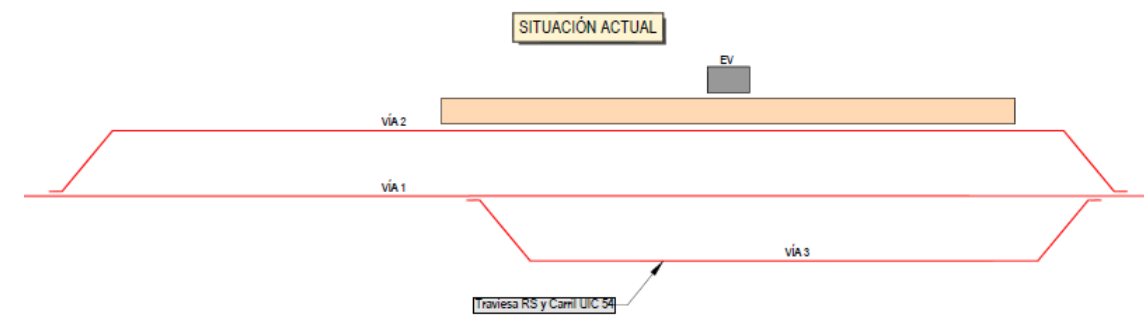 SITUACIÓN ACTUAL
EV
VÍA 2
VÍA 1
VÍA 3
Traviesa RS y Carril UIC 54